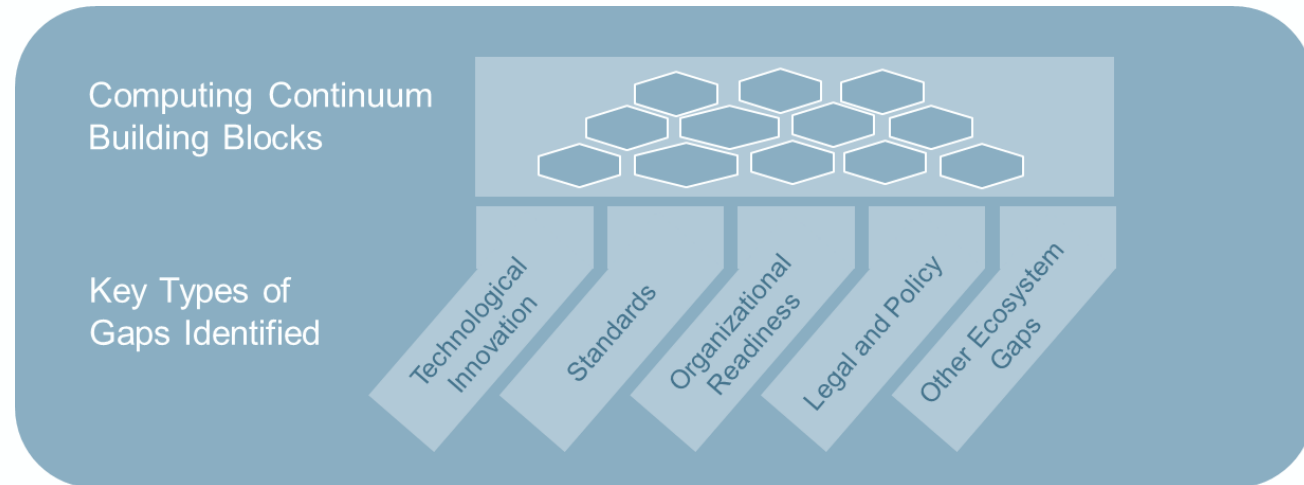 Computing Continuum
Building Blocks
Key Types of
Gaps Identified
Technological
Innovation
Standards
Organizational
Readiness
Legal and Policy
Other Ecosystem
Gaps